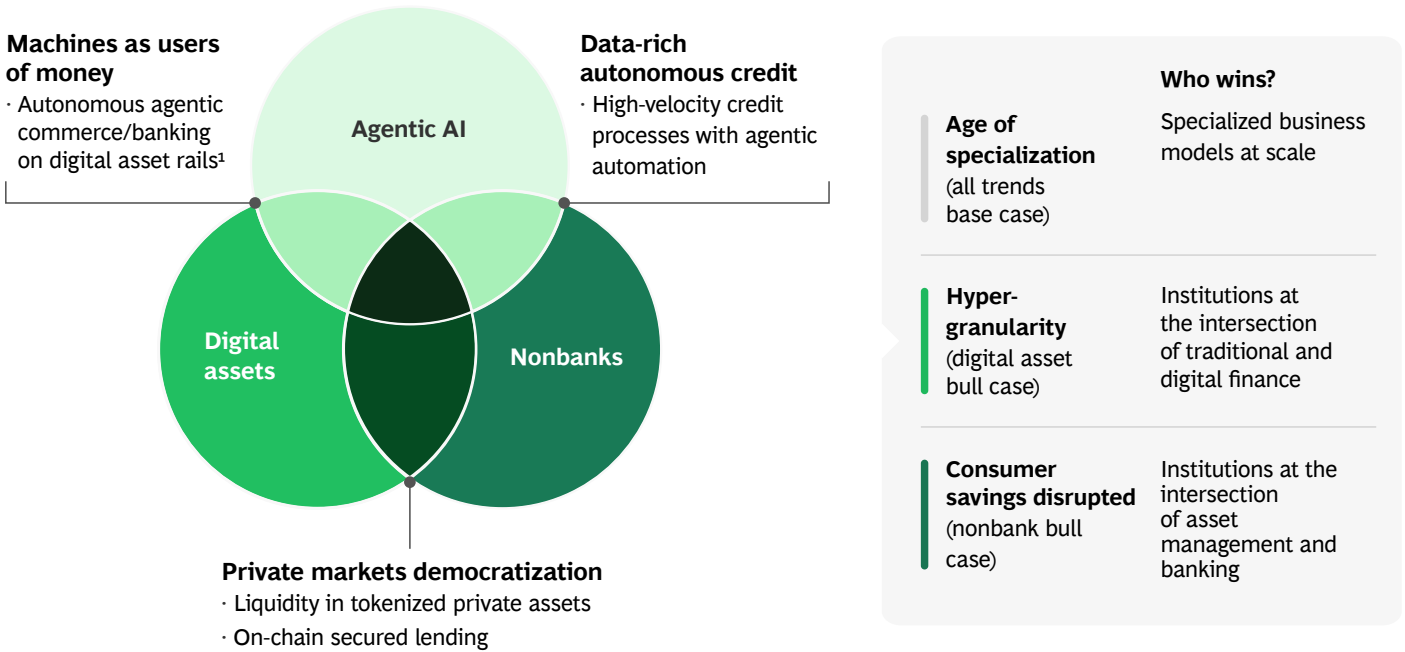 Machines as users
of money
· Autonomous agentic
commerce/banking
on digital asset rails¹
Agentic AI
Data-rich
autonomous credit
· High-velocity credit
processes with agentic
automation
Digital
assets
Nonbanks
Private markets democratization
· Liquidity in tokenized private assets
· On-chain secured lending
Who wins?
Age of
specialization
(all trends
base case)
Specialized business
models at scale
Hyper-
granularity
(digital asset
bull case)
Institutions at
the intersection
of traditional and
digital finance
Consumer
savings disrupted
(nonbank bull
case)
Institutions at the
intersection
of asset
management and
banking